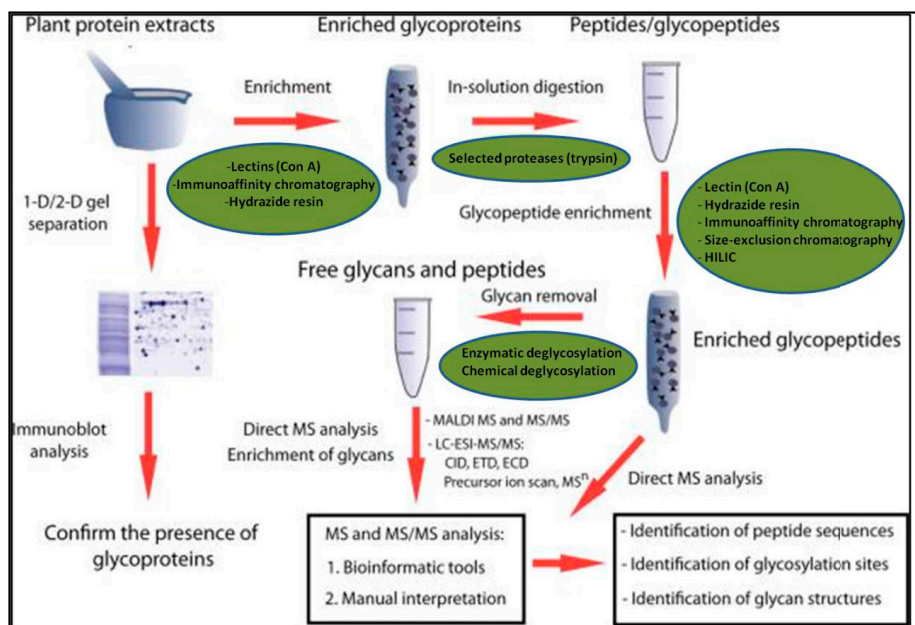 Plant protein extracts
Enriched glycoproteins
Peptides/glycopeptides
Enrichment
In-solution digestion
-Lectins (Con A)
-Immunoaffinity chromatography
-Hydrazide resin
Selected proteases (trypsin)
1-D/2-D gel
separation
Glycopeptide enrichment
- Lectin (Con A)
- Hydrazide resin
- Immunoaffinity chromatography
- Size-exclusion chromatography
- HILIC
Free glycans and peptides
Glycan removal
Enzymatic deglycosylation
Chemical deglycosylation
Enriched glycopeptides
Immunoblot
analysis
Direct MS analysis
Enrichment of glycans
- MALDI MS and MS/MS
- LC-ESI-MS/MS:
CID, ETD, ECD
Precursor ion scan, MSⁿ
Direct MS analysis
Confirm the presence of
glycoproteins
MS and MS/MS analysis:
1. Bioinformatic tools
2. Manual interpretation
- Identification of peptide sequences
- Identification of glycosylation sites
- Identification of glycan structures